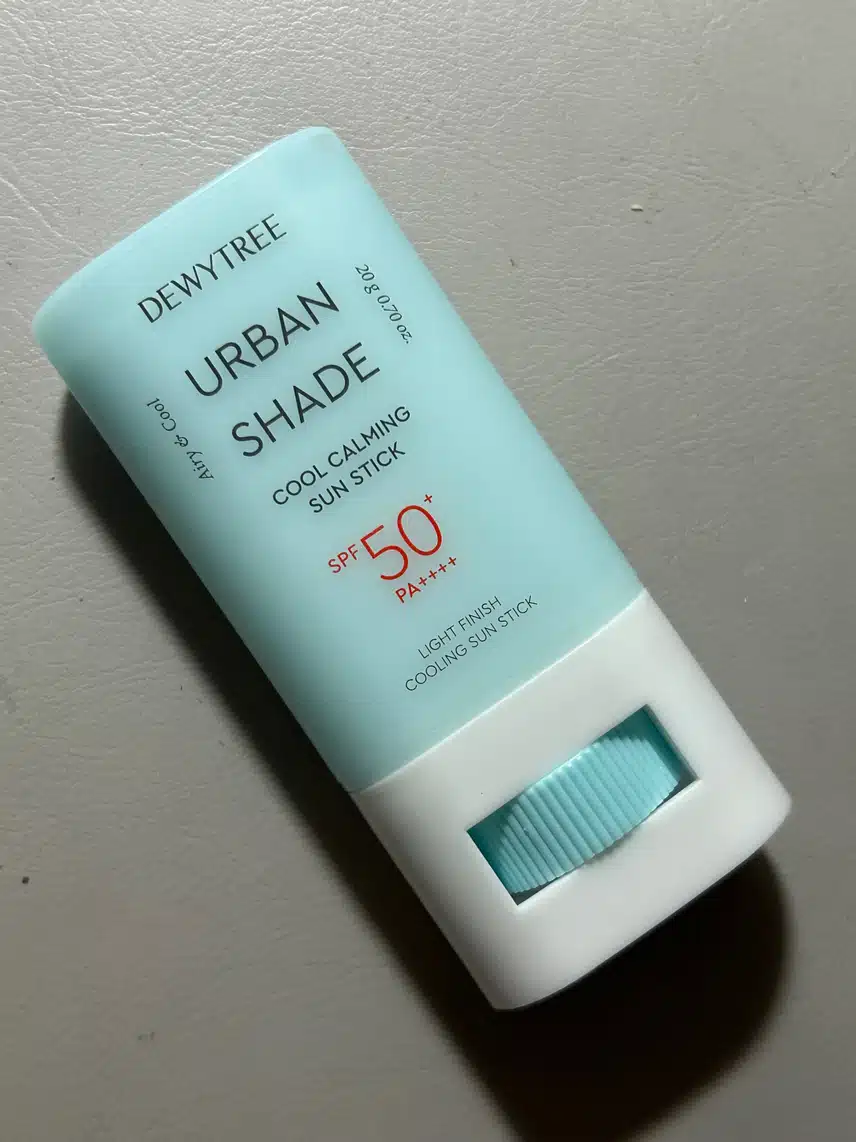 DEWYTREE
URBAN
SHADE
20 g 0.70 oz.
Airy & Cool
COOL CALMING
SUN STICK
SPF 50+
PA++++
LIGHT FINISH
COOLING SUN STICK